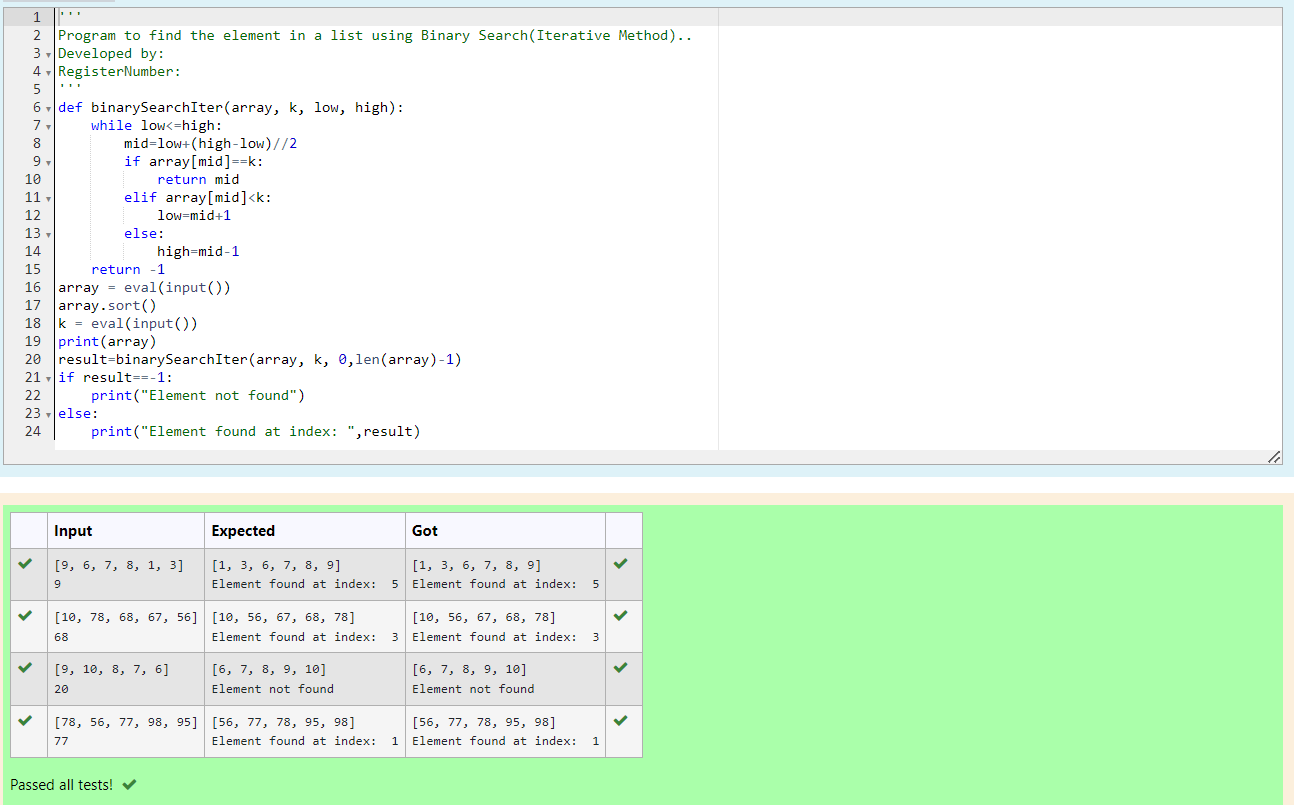 1 '''
2 Program to find the element in a list using Binary Search(Iterative Method)..
3 Developed by:
4 RegisterNumber:
5 '''
6 def binarySearchIter(array, k, low, high):
7     while low<=high:
8         mid=low+(high-low)//2
9         if array[mid]==k:
10             return mid
11         elif array[mid]<k:
12             low=mid+1
13         else:
14             high=mid-1
15     return -1
16 array = eval(input())
17 array.sort()
18 k = eval(input())
19 print(array)
20 result=binarySearchIter(array, k, 0,len(array)-1)
21 if result==-1:
22     print("Element not found")
23 else:
24     print("Element found at index: ",result)
Input Expected Got
[9, 6, 7, 8, 1, 3] [1, 3, 6, 7, 8, 9] [1, 3, 6, 7, 8, 9]
9 Element found at index:  5 Element found at index:  5
[10, 78, 68, 67, 56] [10, 56, 67, 68, 78] [10, 56, 67, 68, 78]
68 Element found at index:  3 Element found at index:  3
[9, 10, 8, 7, 6] [6, 7, 8, 9, 10] [6, 7, 8, 9, 10]
20 Element not found Element not found
[78, 56, 77, 98, 95] [56, 77, 78, 95, 98] [56, 77, 78, 95, 98]
77 Element found at index:  1 Element found at index:  1
Passed all tests!